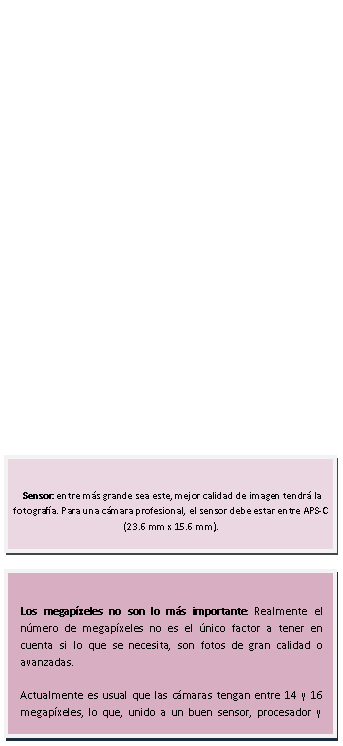 Sensor: entre más grande sea este, mejor calidad de imagen tendrá la
fotografía. Para una cámara profesional, el sensor debe estar entre APS-C
(23.6 mm x 15.6 mm).
Los megapíxeles no son lo más importante: Realmente el
número de megapíxeles no es el único factor a tener en
cuenta si lo que se necesita, son fotos de gran calidad o
avanzadas.
Actualmente es usual que las cámaras tengan entre 14 y 16
megapíxeles, lo que, unido a un buen sensor, procesador y